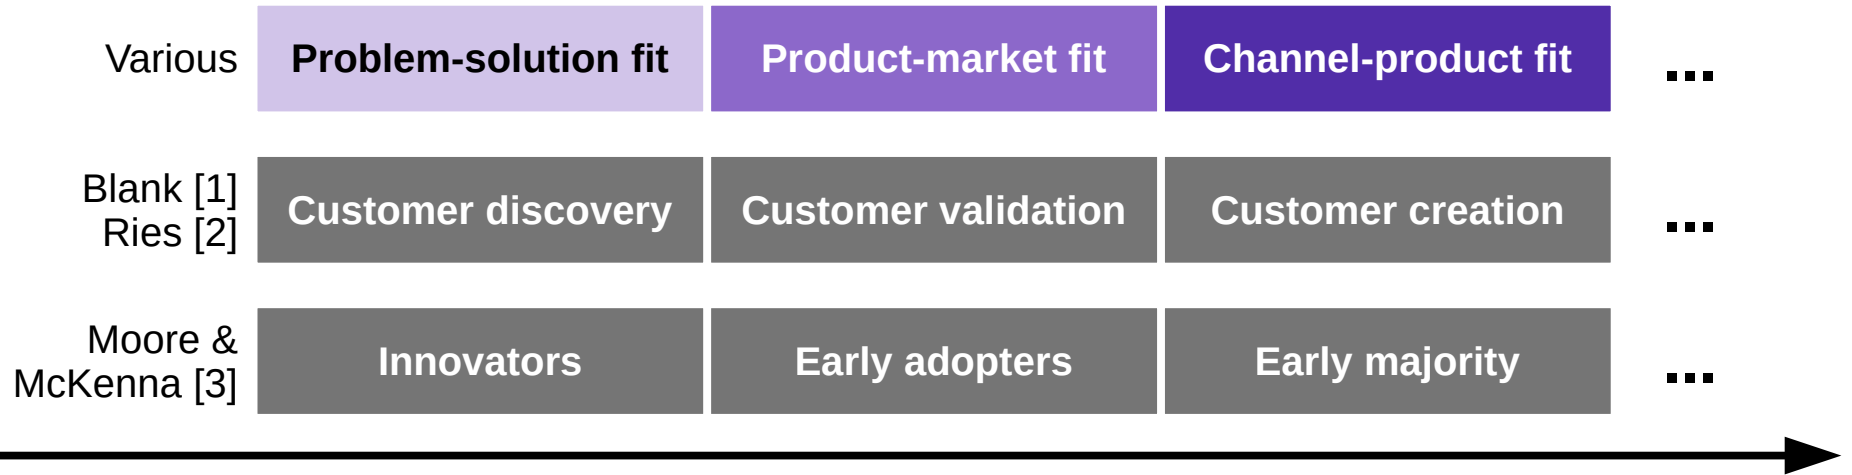 Various Problem-solution fit Product-market fit Channel-product fit ...
Blank [1]
Ries [2]
Customer discovery Customer validation Customer creation ...
Moore &
McKenna [3]
Innovators Early adopters Early majority ...